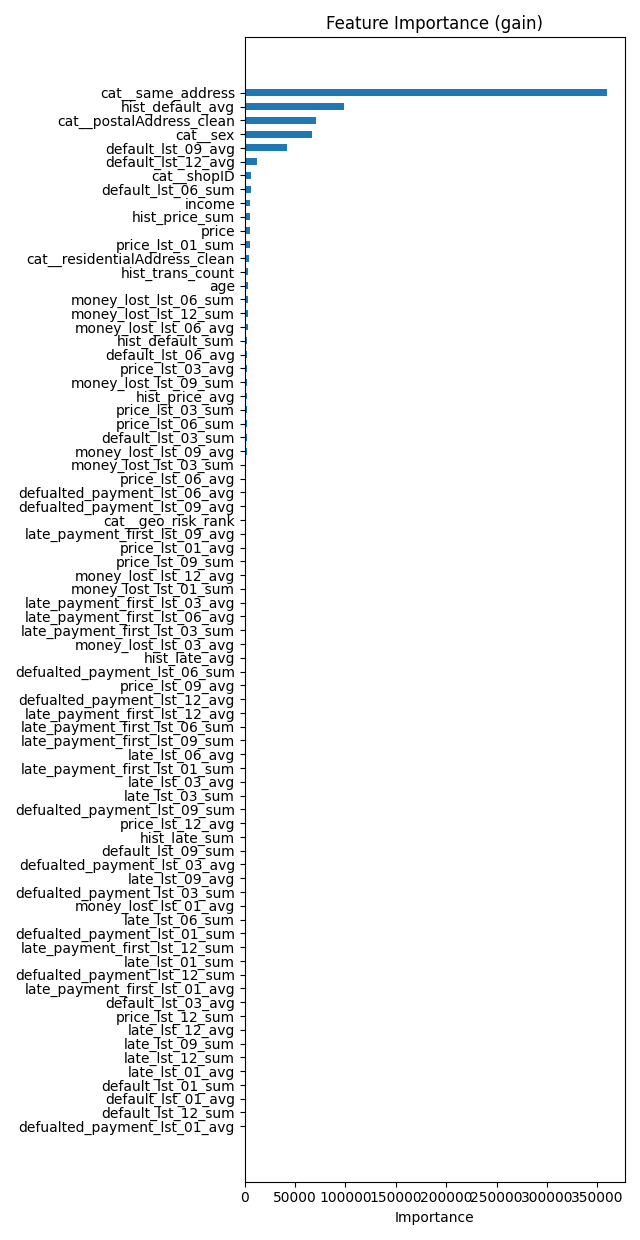 Feature Importance (gain)
cat__same_address
hist_default_avg
cat__postalAddress_clean
cat__sex
default_lst_09_avg
default_lst_12_avg
cat__shopID
default_lst_06_sum
income
hist_price_sum
price
price_lst_01_sum
cat__residentialAddress_clean
hist_trans_count
age
money_lost_lst_06_sum
money_lost_lst_12_sum
money_lost_lst_06_avg
hist_default_sum
default_lst_06_avg
price_lst_03_avg
money_lost_lst_09_sum
hist_price_avg
price_lst_03_sum
price_lst_06_sum
default_lst_03_sum
money_lost_lst_09_avg
money_lost_lst_03_sum
price_lst_06_avg
defualted_payment_lst_06_avg
defualted_payment_lst_09_avg
cat__geo_risk_rank
late_payment_first_lst_09_avg
price_lst_01_avg
price_lst_09_sum
money_lost_lst_12_avg
money_lost_lst_01_sum
late_payment_first_lst_03_avg
late_payment_first_lst_06_avg
late_payment_first_lst_03_sum
money_lost_lst_03_avg
hist_late_avg
defualted_payment_lst_06_sum
price_lst_09_avg
defualted_payment_lst_12_avg
late_payment_first_lst_12_avg
late_payment_first_lst_06_sum
late_payment_first_lst_09_sum
late_lst_06_avg
late_payment_first_lst_01_sum
late_lst_03_avg
late_lst_03_sum
defualted_payment_lst_09_sum
price_lst_12_avg
hist_late_sum
default_lst_09_sum
defualted_payment_lst_03_avg
late_lst_09_avg
defualted_payment_lst_03_sum
money_lost_lst_01_avg
late_lst_06_sum
defualted_payment_lst_01_sum
late_payment_first_lst_12_sum
late_lst_01_sum
defualted_payment_lst_12_sum
late_payment_first_lst_01_avg
default_lst_03_avg
price_lst_12_sum
late_lst_12_avg
late_lst_09_sum
late_lst_12_sum
late_lst_01_avg
default_lst_01_sum
default_lst_01_avg
default_lst_12_sum
defualted_payment_lst_01_avg
0 50000 100000 150000 200000 250000 300000 350000
Importance